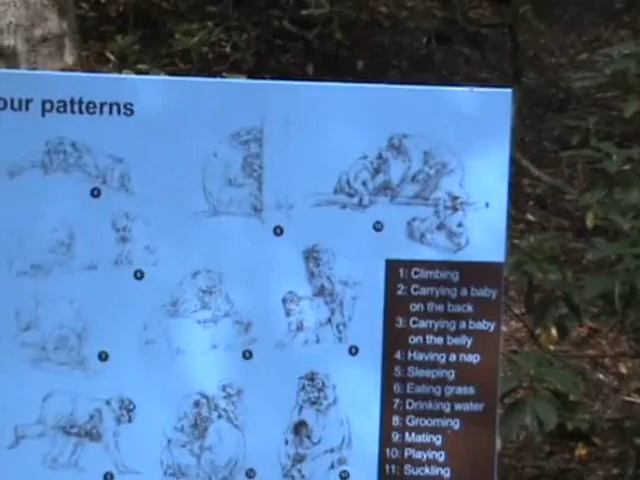 our patterns
1: Climbing
2: Carrying a baby
on the back
3: Carrying a baby
on the belly
4: Having a nap
5: Sleeping
6: Eating grass
7: Drinking water
8: Grooming
9: Mating
10: Playing
11: Suckling